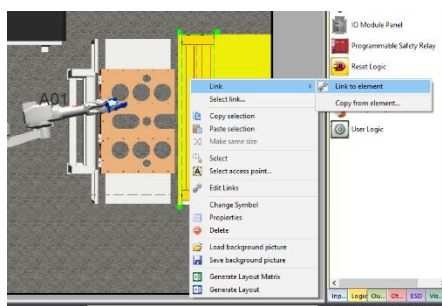 A01
Link
Select link...
Copy selection
Paste selection
Make same size
Select
Select access point...
Edit Links
Change Symbol
Properties
Delete
Load background picture
Save background picture
Generate Layout Matrix
Generate Layout
Link to element
Copy from element...
IO Module Panel
Programmable Safety Relay
Reset Logic
User Logic
Inp...
Logic
Ou...
Ot...
ESD
Vis...